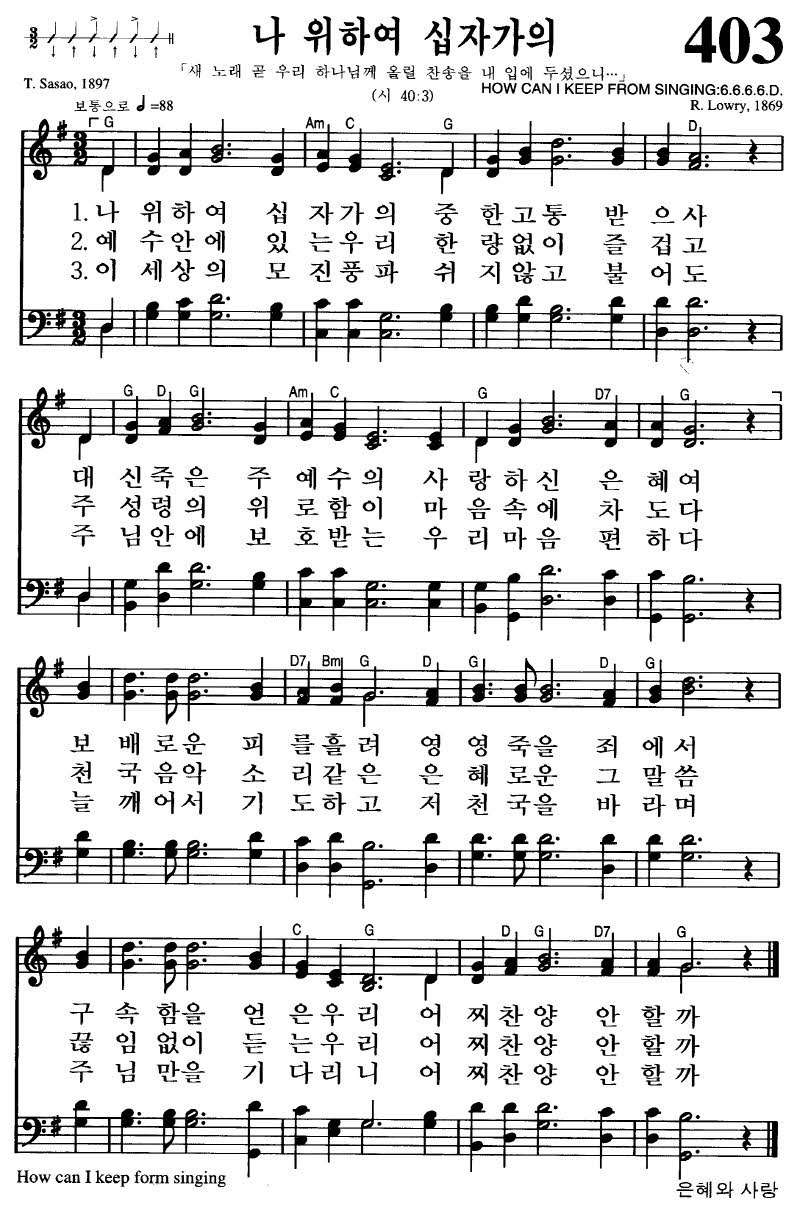 나 위하여 십자가의
403
「새 노래 곧 우리 하나님께 올릴 찬송을 내 입에 두셨으니…」
T. Sasao, 1897
(시 40:3)
HOW CAN I KEEP FROM SINGING:6.6.6.6.D.
보통으로 𝅗𝅥=88
R. Lowry, 1869
3/2
G Am C G D
1.나 위하여 십자가의 중한고통 받으사
2.예수안에 있는우리 한량없이 즐겁고
3.이세상의 모진풍파 쉬지않고 불어도
G D G Am C G D7 G
대신죽은 주예수의 사랑하신 은혜여
주성령의 위로함이 마음속에 차도다
주님안에 보호받는 우리마음 편하다
D7 Bm G D G D G
보배로운 피를흘려 영영죽을 죄에서
천국음악 소리같은 은혜로운 그말씀
늘깨어서 기도하고 저천국을 바라며
C G D G D7 G
구속함을 얻은우리 어찌찬양 안할까
끊임없이 듣는우리 어찌찬양 안할까
주님만을 기다리니 어찌찬양 안할까
How can I keep form singing
은혜와 사랑